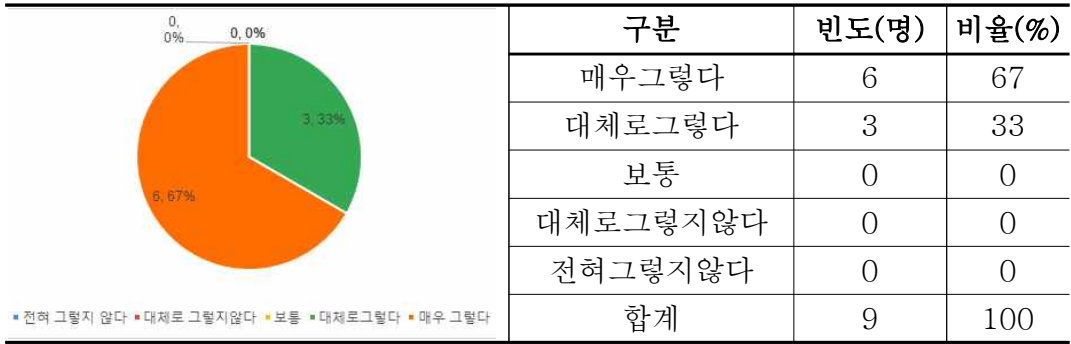 0,
0%
0, 0%
3, 33%
6, 67%
▪ 전혀 그렇지 않다 ▪ 대체로 그렇지않다 ▪ 보통 ▪ 대체로그렇다 ▪ 매우 그렇다
구분 빈도(명) 비율(%)
매우그렇다 6 67
대체로그렇다 3 33
보통 0 0
대체로그렇지않다 0 0
전혀그렇지않다 0 0
합계 9 100